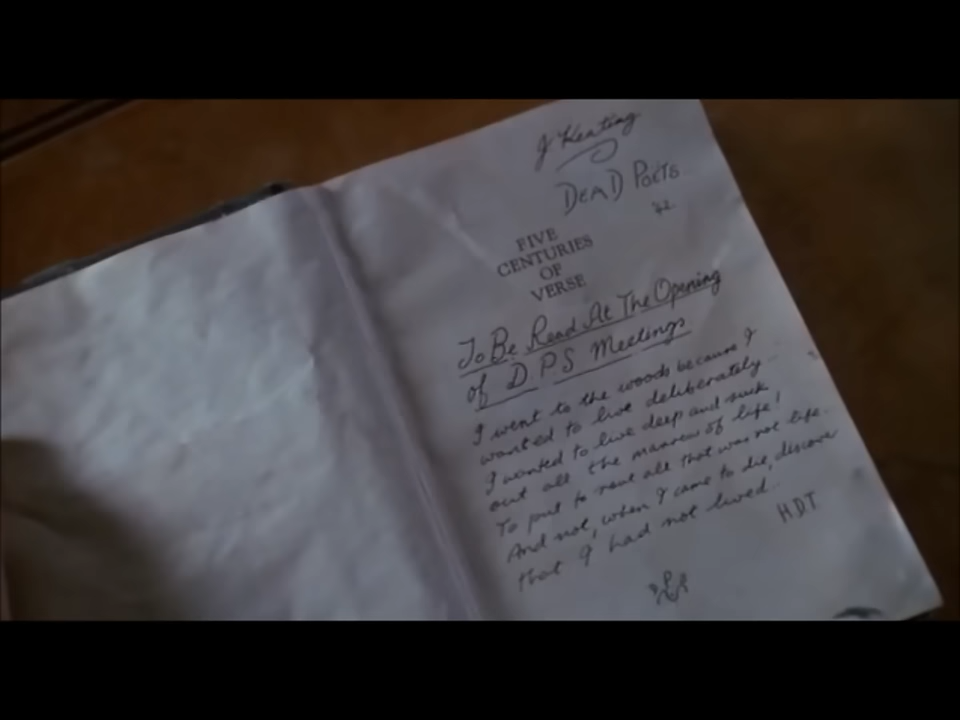 J Keating
DEAD POETS
FIVE
CENTURIES
OF
VERSE
To Be Read At The Opening
of D.P.S Meetings
I went to the woods because I
wanted to live deliberately...
I wanted to live deep and suck
out all the marrow of life!
To put to rout all that was not life.
And not, when I came to die, discover
that I had not lived...
H.D.T.